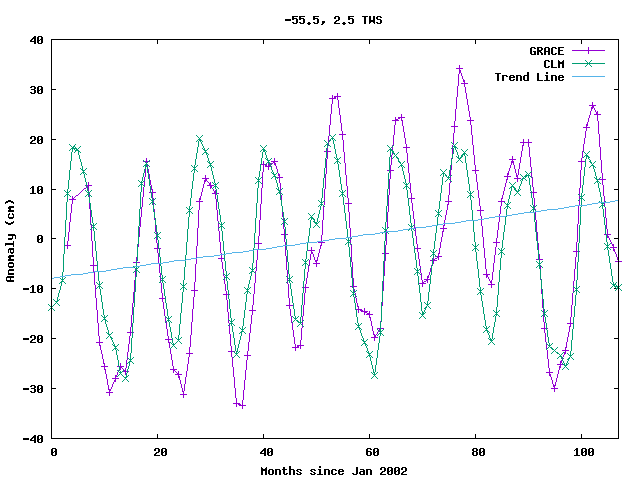 -55.5, 2.5 TWS
GRACE
CLM
Trend Line
Anomaly (cm)
40
30
20
10
0
-10
-20
-30
-40
0 20 40 60 80 100
Months since Jan 2002